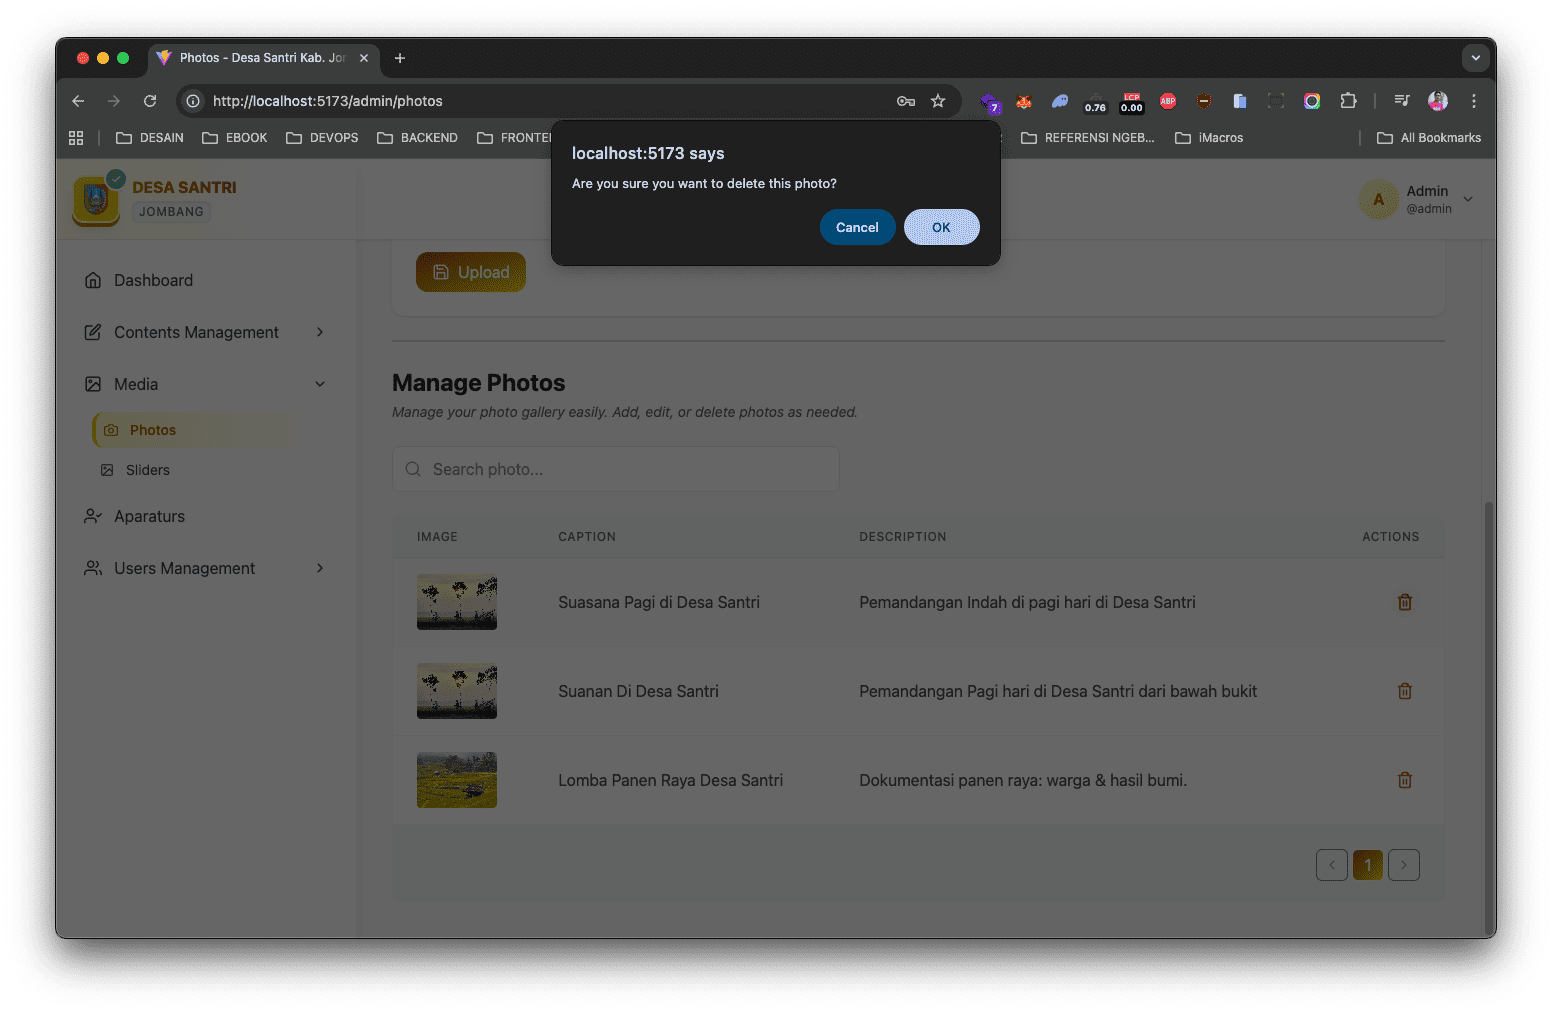 Photos - Desa Santri Kab. Jor
http://localhost:5173/admin/photos
7
0.76
LCP
0.00
ABP
DESAIN
EBOOK
DEVOPS
BACKEND
FRONTE
REFERENSI NGEB...
iMacros
All Bookmarks
localhost:5173 says
Are you sure you want to delete this photo?
Cancel
OK
DESA SANTRI
JOMBANG
A
Admin
@admin
Dashboard
Contents Management
Media
Photos
Sliders
Aparaturs
Users Management
Upload
Manage Photos
Manage your photo gallery easily. Add, edit, or delete photos as needed.
Search photo...
IMAGE CAPTION DESCRIPTION ACTIONS
Suasana Pagi di Desa Santri Pemandangan Indah di pagi hari di Desa Santri
Suanan Di Desa Santri Pemandangan Pagi hari di Desa Santri dari bawah bukit
Lomba Panen Raya Desa Santri Dokumentasi panen raya: warga & hasil bumi.
1